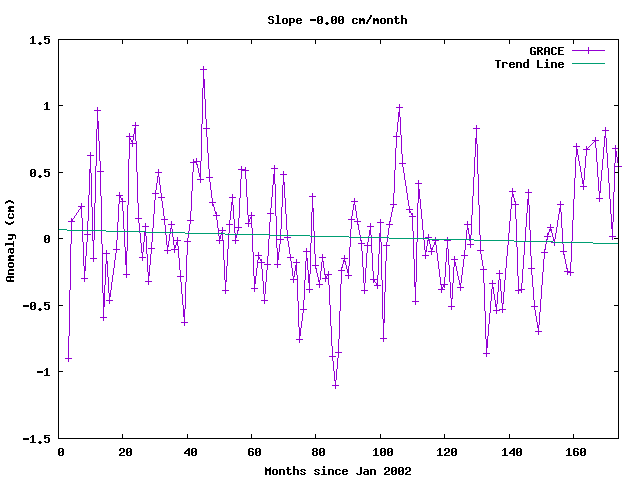 Slope -0.00 cm/month
GRACE
Trend Line
1.5
1
0.5
0
-0.5
-1
-1.5
Anomaly (cm)
0 20 40 60 80 100 120 140 160
Months since Jan 2002